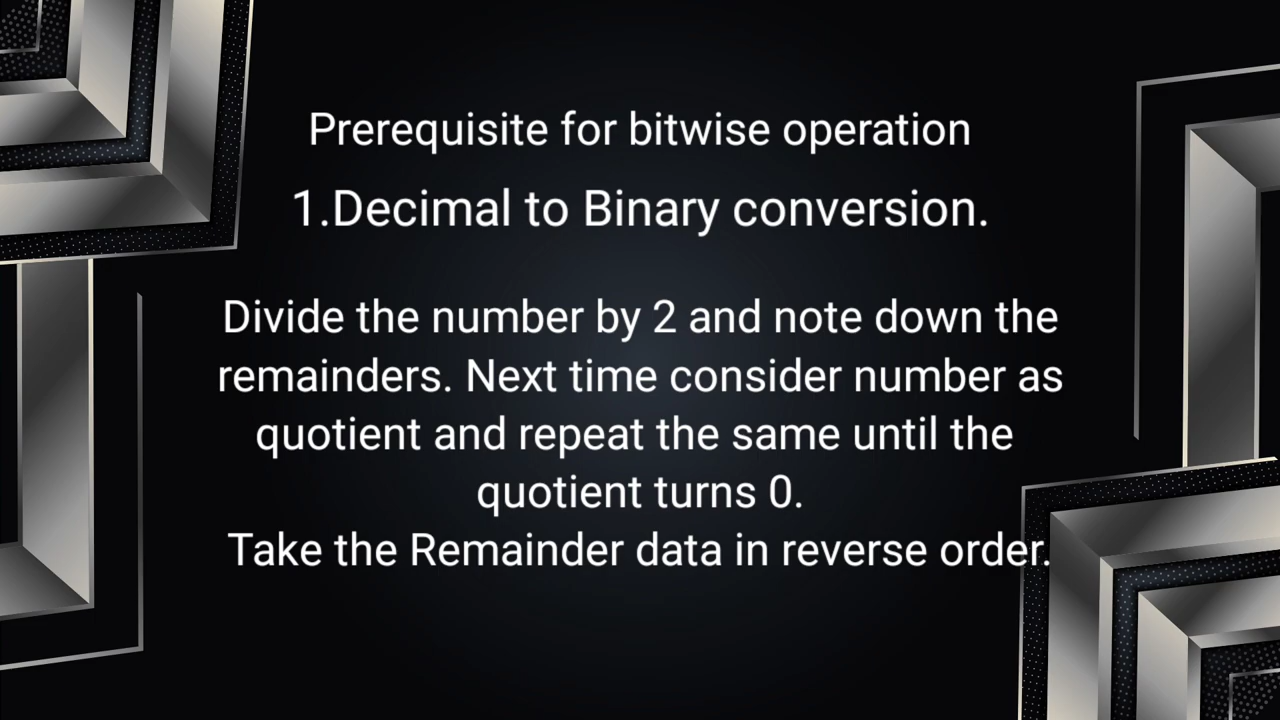 Prerequisite for bitwise operation
1.Decimal to Binary conversion.
Divide the number by 2 and note down the
remainders. Next time consider number as
quotient and repeat the same until the
quotient turns 0.
Take the Remainder data in reverse order.